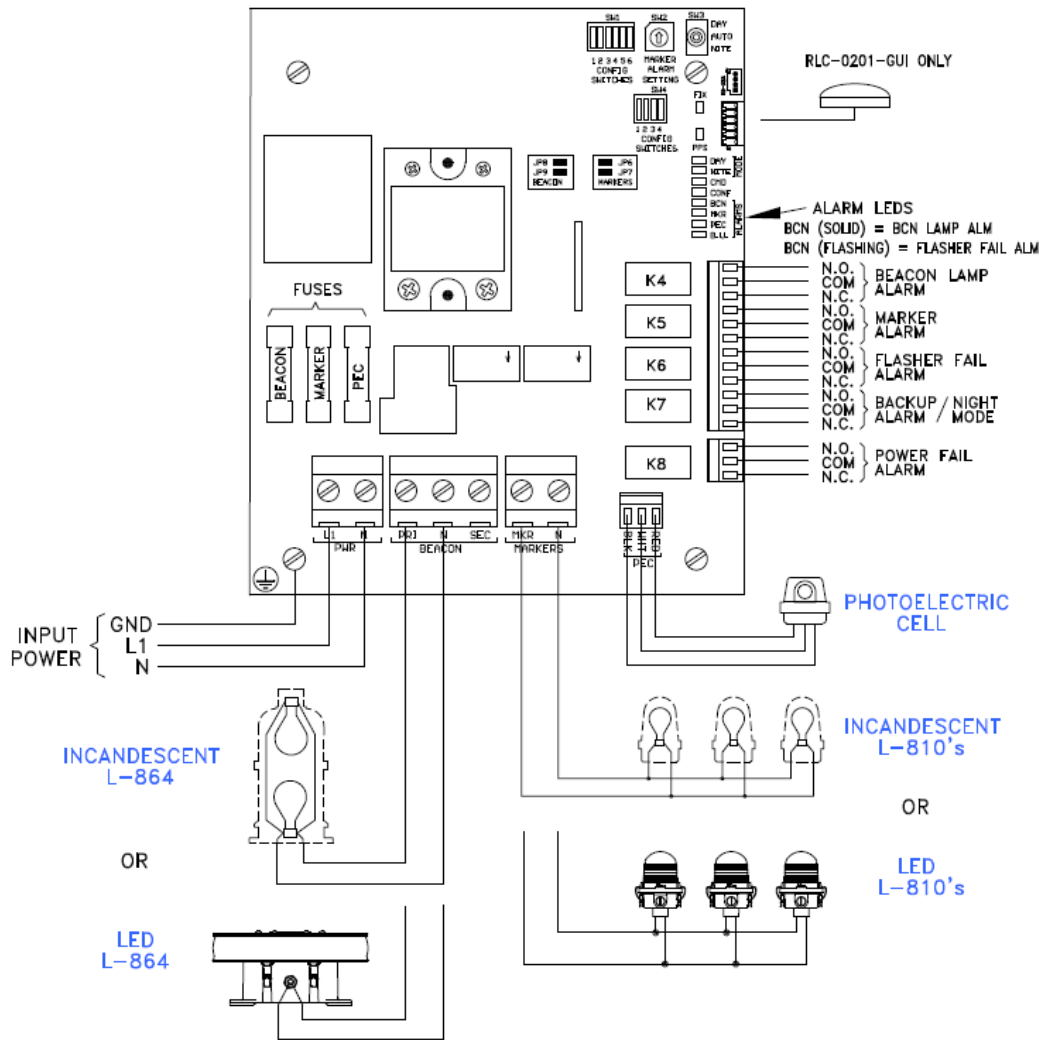 SW1
SW2
SW3
DAY
AUTO
NITE
1 2 3 4 5 6
CONFIG
SWITCHES
MARKER
ALARM
SETTING
RLC-0201-GUI ONLY
SW4
FIX
1 2 3 4
CONFIG
SWITCHES
PPS
JP8
JP9
BEACON
JP6
JP7
MARKERS
DAY
NITE
MODE
CMD
CONF
BCN
MKR
PEC
ALARMS
ALARM LEDS
BCN (SOLID) = BCN LAMP ALM
BCN (FLASHING) = FLASHER FAIL ALM
FUSES
BEACON
MARKER
PEC
K4
N.O.
COM
N.C.
BEACON LAMP
ALARM
K5
N.O.
COM
N.C.
MARKER
ALARM
K6
N.O.
COM
N.C.
FLASHER FAIL
ALARM
K7
N.O.
COM
N.C.
BACKUP / NIGHT
ALARM / MODE
K8
N.O.
COM
N.C.
POWER FAIL
ALARM
L1
N
PWR
PRI
N
SEC
BEACON
MKR
N
MARKERS
BLK
WHT
RED
PEC
INPUT
POWER
GND
L1
N
PHOTOELECTRIC
CELL
INCANDESCENT
L-864
INCANDESCENT
L-810's
OR
OR
LED
L-864
LED
L-810's